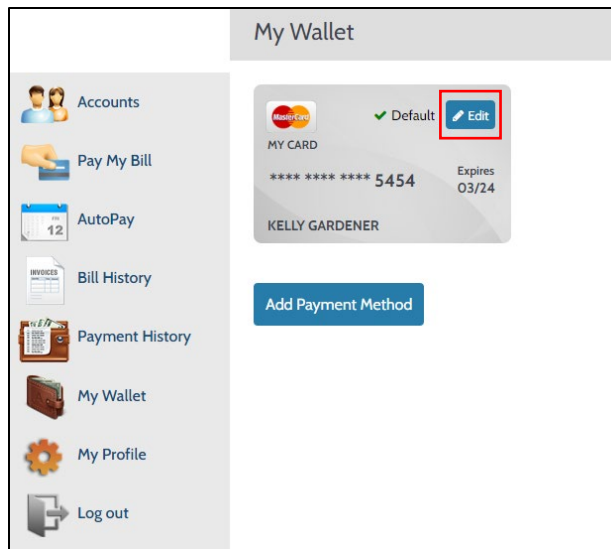 My Wallet
Accounts
Pay My Bill
AutoPay
12
INVOICES
Bill History
Payment History
My Wallet
My Profile
Log out
MasterCard
Default
Edit
MY CARD
**** **** **** 5454
Expires
03/24
KELLY GARDENER
Add Payment Method